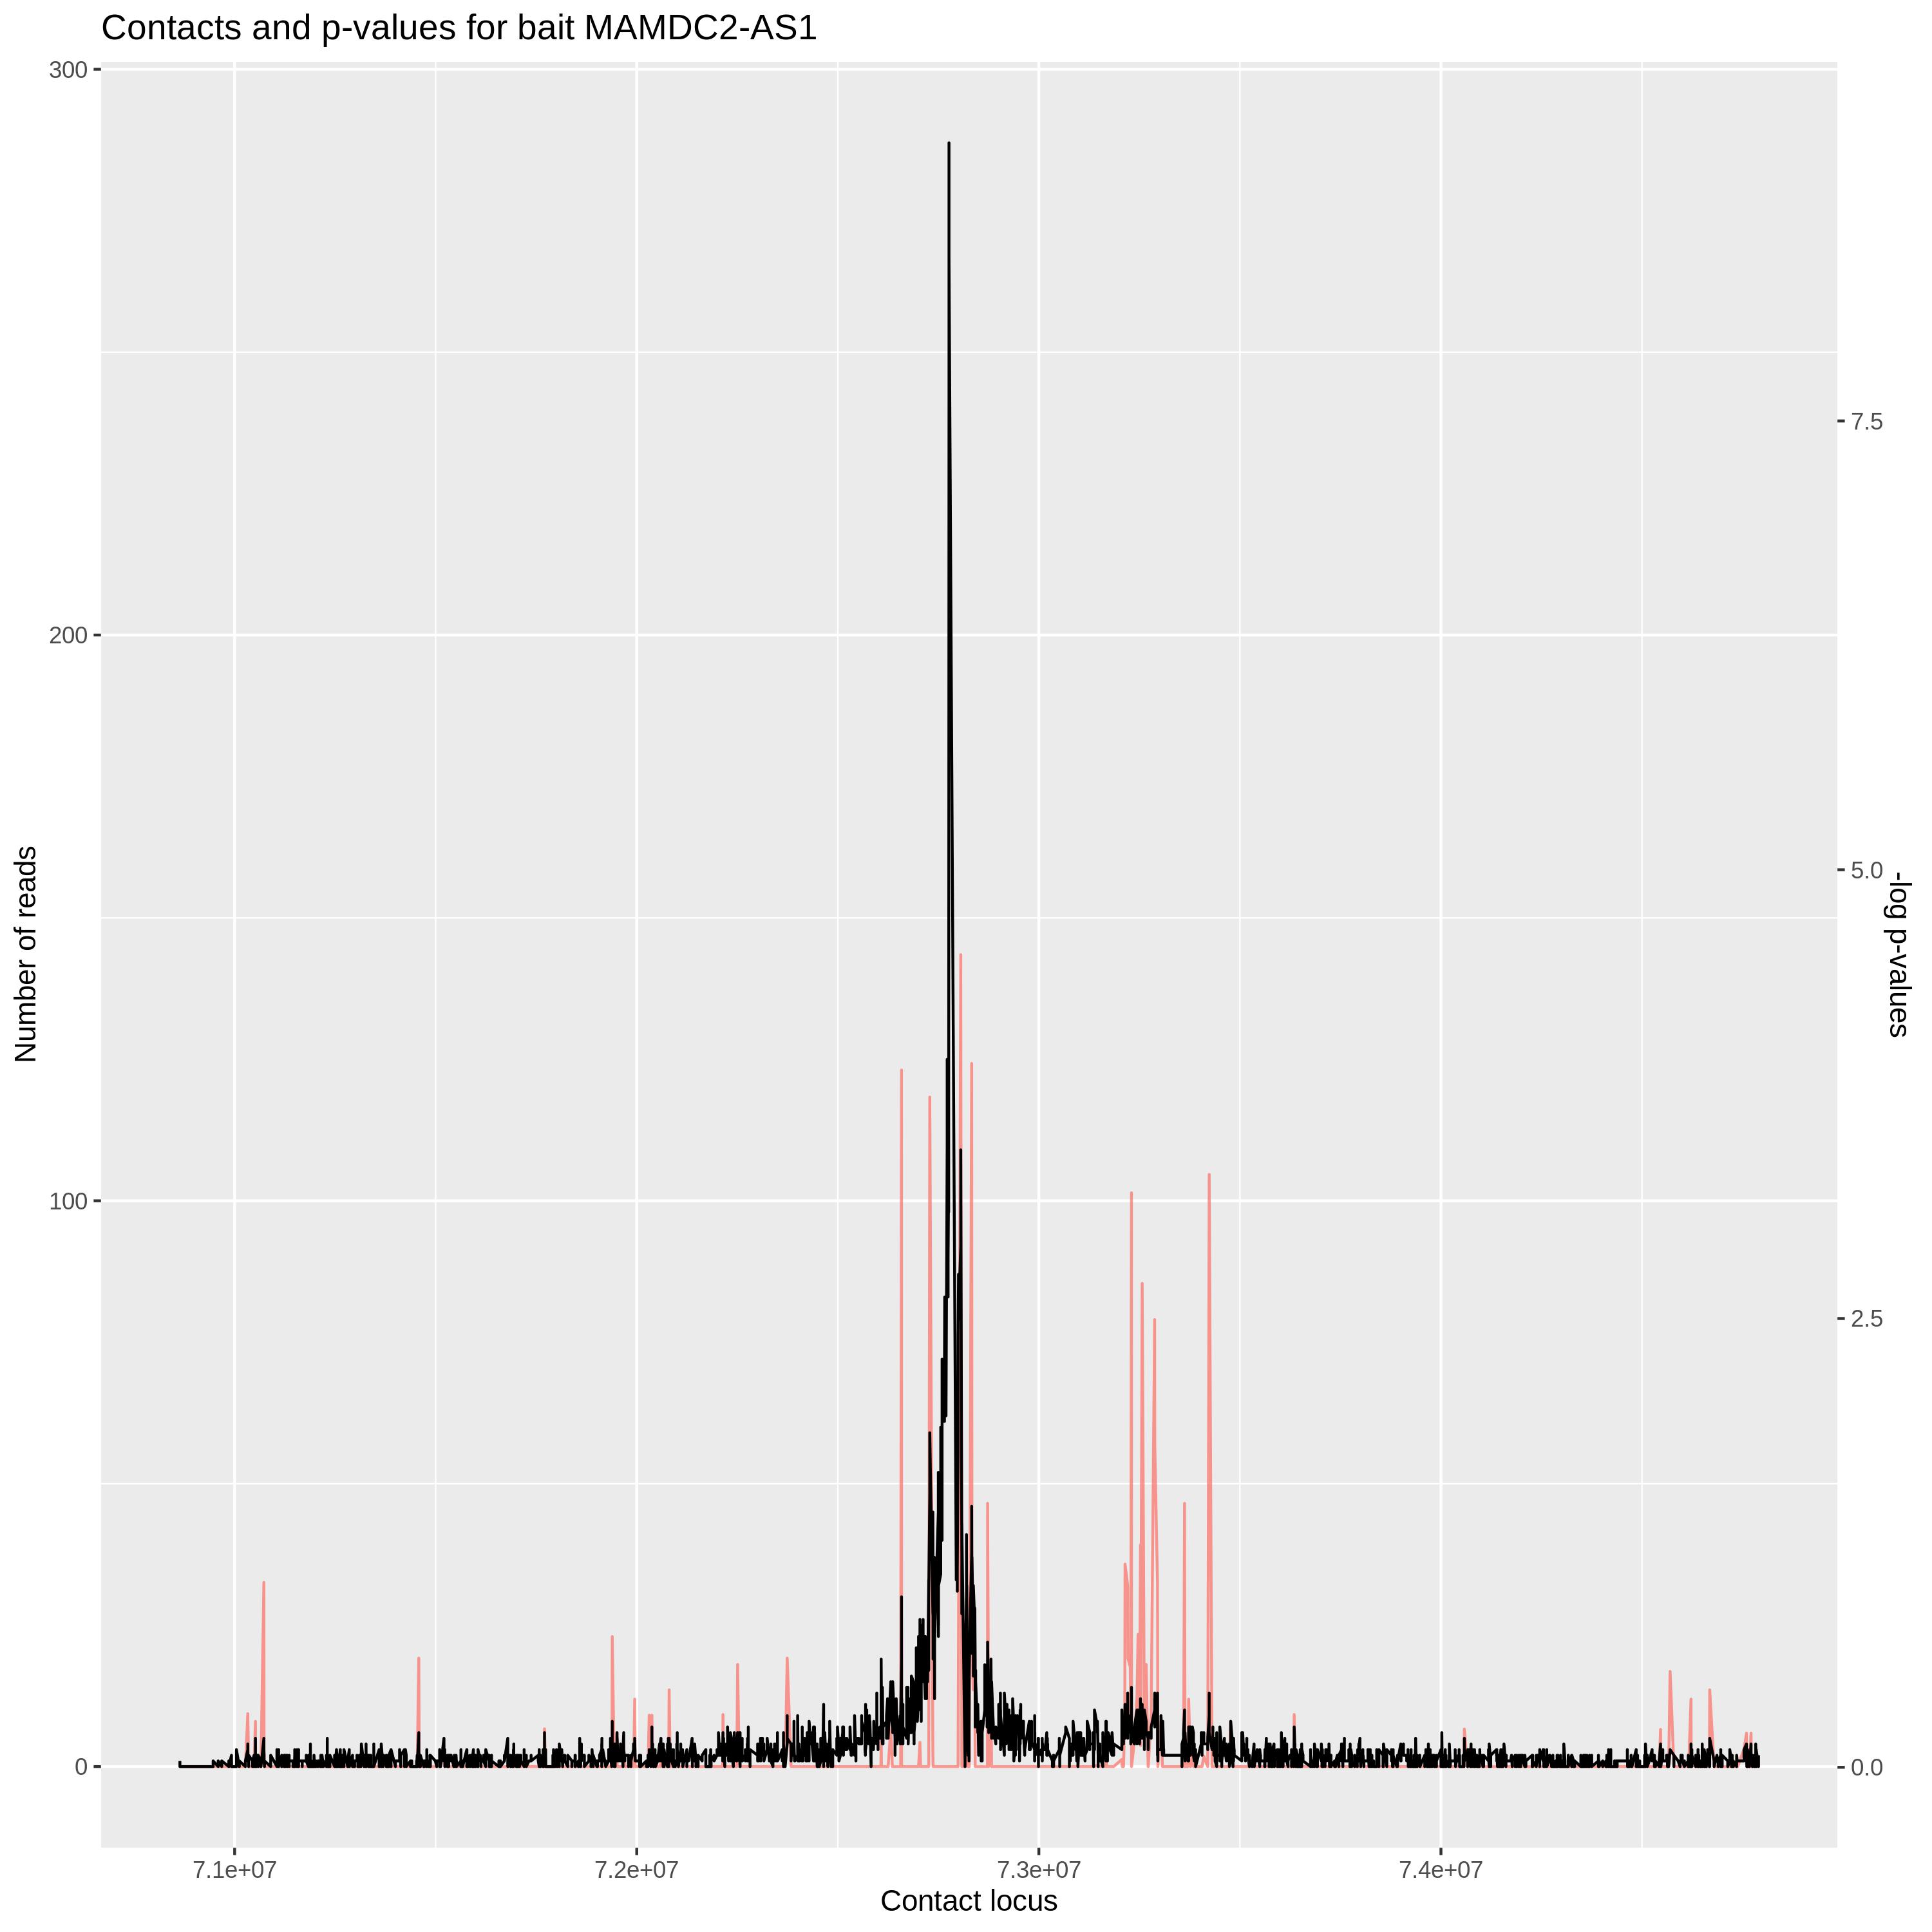 Contacts and p-values for bait MAMDC2-AS1
300
200
100
0
Number of reads
7.5
5.0
2.5
0.0
-log p-values
7.1e+07
7.2e+07
7.3e+07
7.4e+07
Contact locus